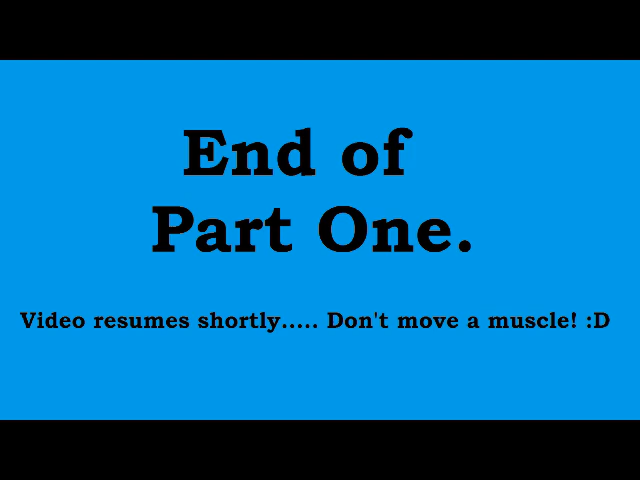 End of
Part One.
Video resumes shortly..... Don't move a muscle! :D